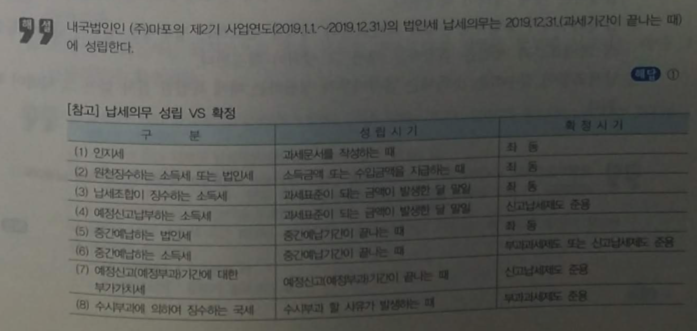 해설
내국법인인 (주)마포의 제2기 사업연도(2019.1.1.~2019.12.31.)의 법인세 납세의무는 2019.12.31.(과세기간이 끝나는 때)
에 성립한다.
해답 ①
[참고] 납세의무 성립 VS 확정
구 분 성립시기 확정시기
(1) 인지세 과세문서를 작성하는 때 좌 동
(2) 원천징수하는 소득세 또는 법인세 소득금액 또는 수입금액을 지급하는 때 좌 동
(3) 납세조합이 징수하는 소득세 과세표준이 되는 금액이 발생한 달 말일 좌 동
(4) 예정신고납부하는 소득세 과세표준이 되는 금액이 발생한 달 말일 신고납세제도 준용
(5) 중간예납하는 법인세 중간예납기간이 끝나는 때 좌 동
(6) 중간예납하는 소득세 중간예납기간이 끝나는 때 부과과세제도 또는 신고납세제도 준용
(7) 예정신고(예정부과)기간에 대한
부가가치세 예정신고(예정부과)기간이 끝나는 때 신고납세제도 준용
(8) 수시부과에 의하여 징수하는 국세 수시부과 할 사유가 발생하는 때 부과과세제도 준용